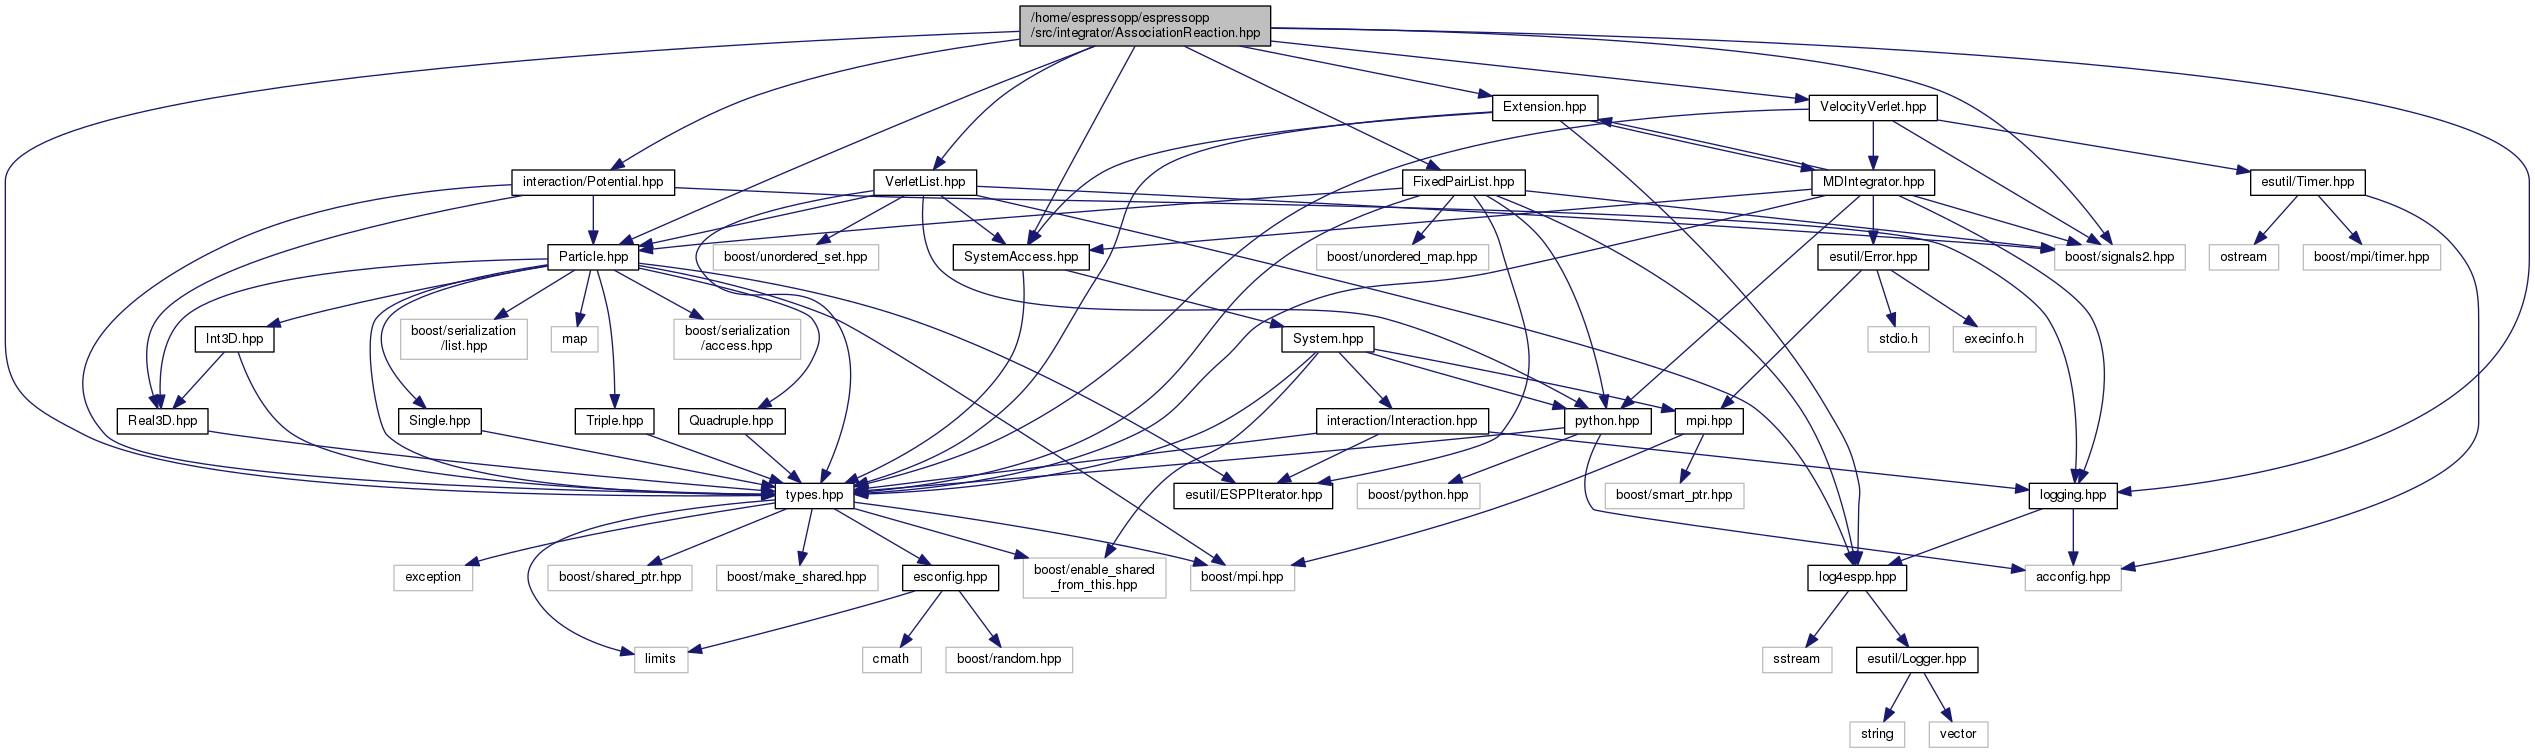 /home/espressopp/espressopp
/src/integrator/AssociationReaction.hpp
Extension.hpp
VelocityVerlet.hpp
interaction/Potential.hpp
VerletList.hpp
FixedPairList.hpp
MDIntegrator.hpp
esutil/Timer.hpp
Particle.hpp
boost/unordered_set.hpp
SystemAccess.hpp
boost/unordered_map.hpp
esutil/Error.hpp
boost/signals2.hpp
ostream
boost/mpi/timer.hpp
Int3D.hpp
boost/serialization
/list.hpp
map
boost/serialization
/access.hpp
System.hpp
stdio.h
execinfo.h
Real3D.hpp
Single.hpp
Triple.hpp
Quadruple.hpp
interaction/Interaction.hpp
python.hpp
mpi.hpp
types.hpp
esutil/ESPPIterator.hpp
boost/python.hpp
boost/smart_ptr.hpp
logging.hpp
exception
boost/shared_ptr.hpp
boost/make_shared.hpp
esconfig.hpp
boost/enable_shared
_from_this.hpp
boost/mpi.hpp
log4espp.hpp
acconfig.hpp
limits
cmath
boost/random.hpp
sstream
esutil/Logger.hpp
string
vector